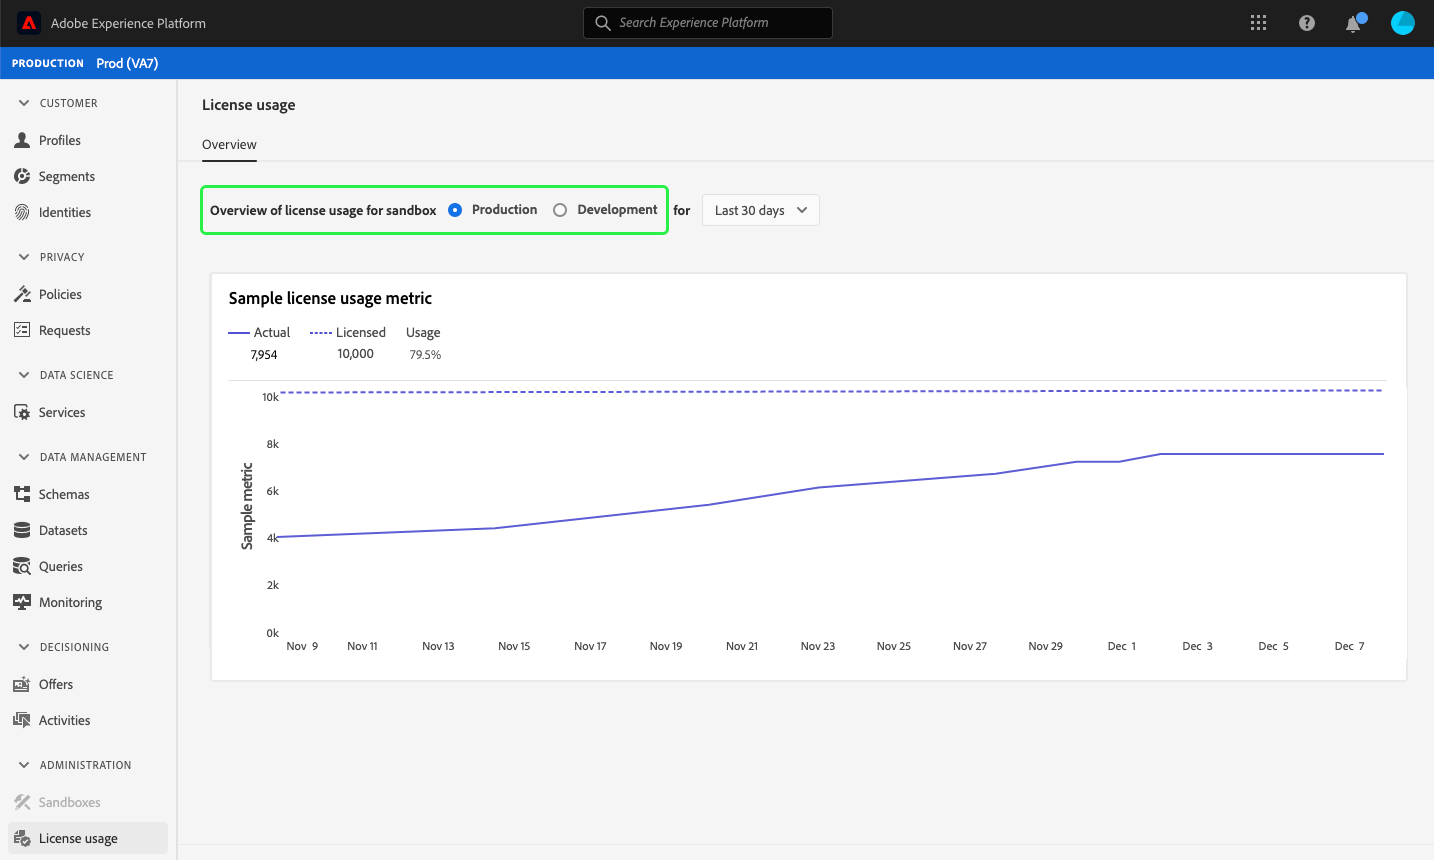 Adobe Experience Platform
Search Experience Platform
PRODUCTION Prod (VA7)
CUSTOMER
Profiles
Segments
Identities
PRIVACY
Policies
Requests
DATA SCIENCE
Services
DATA MANAGEMENT
Schemas
Datasets
Queries
Monitoring
DECISIONING
Offers
Activities
ADMINISTRATION
Sandboxes
License usage
License usage
Overview
Overview of license usage for sandbox Production Development for Last 30 days
Sample license usage metric
Actual Licensed Usage
7,954 10,000 79.5%
Sample metric
10k
8k
6k
4k
2k
0k
Nov 9 Nov 11 Nov 13 Nov 15 Nov 17 Nov 19 Nov 21 Nov 23 Nov 25 Nov 27 Nov 29 Dec 1 Dec 3 Dec 5 Dec 7